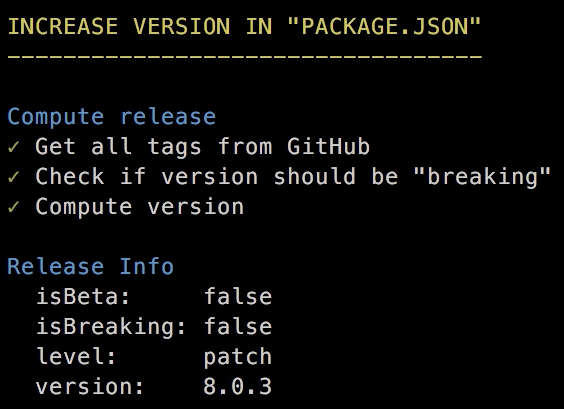 INCREASE VERSION IN "PACKAGE.JSON"
----------------------------------
Compute release
✓ Get all tags from GitHub
✓ Check if version should be "breaking"
✓ Compute version
Release Info
isBeta: false
isBreaking: false
level: patch
version: 8.0.3